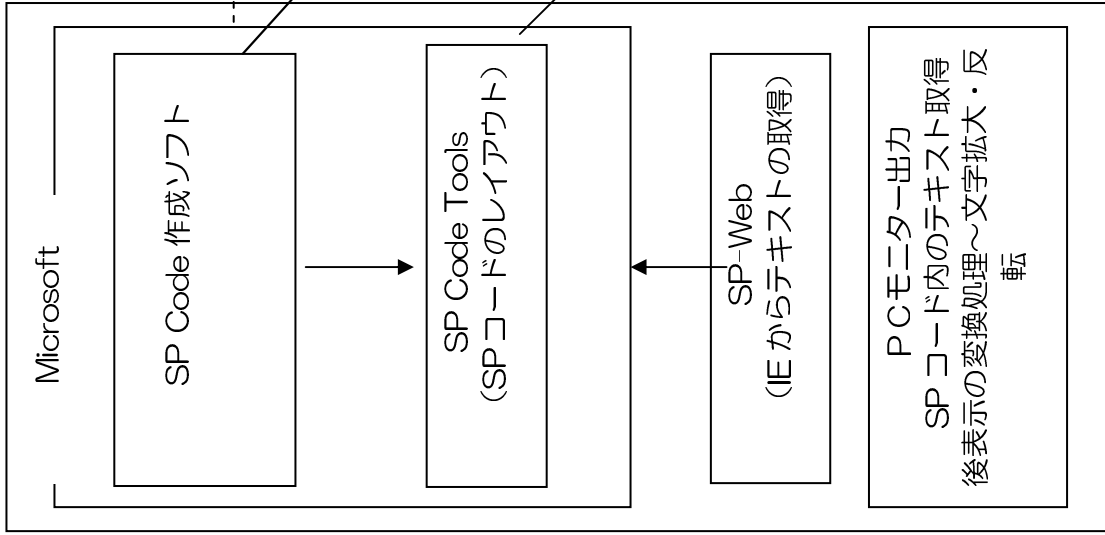 Microsoft
SP Code 作成ソフト
SP Code Tools
(SPコードのレイアウト)
SP-Web
(IE からテキストの取得)
ＰＣモニター出力
SP コード内のテキスト取得
後表示の変換処理～文字拡大・反
転